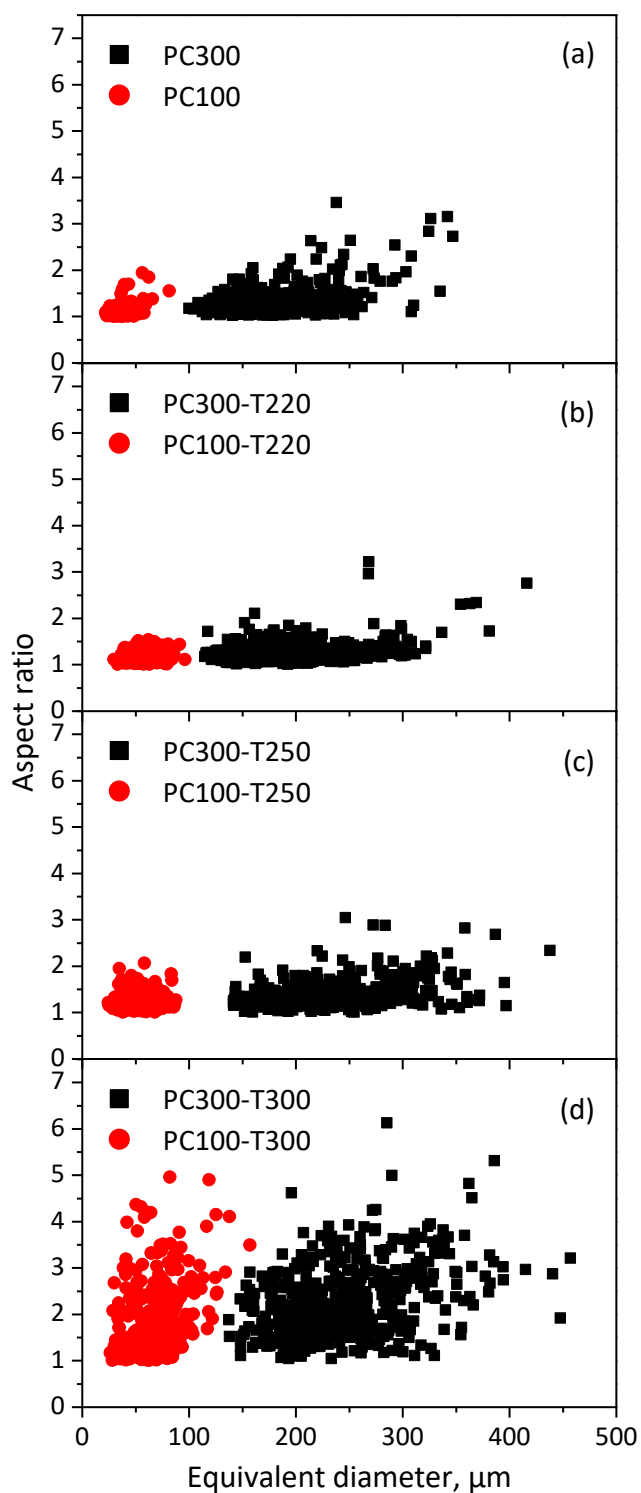 7
6
5
4
3
2
1
0
PC300
PC100
(a)
7
6
5
4
3
2
1
0
PC300-T220
PC100-T220
(b)
7
6
5
4
3
2
1
0
PC300-T250
PC100-T250
(c)
7
6
5
4
3
2
1
0
PC300-T300
PC100-T300
(d)
Aspect ratio
0 100 200 300 400 500
Equivalent diameter, μm